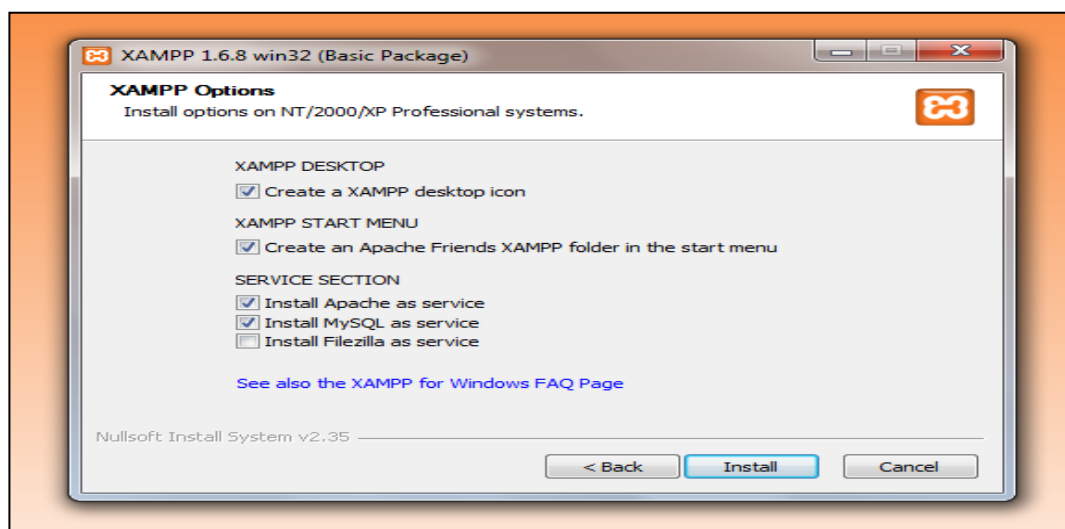 XAMPP 1.6.8 win32 (Basic Package)
XAMPP Options
Install options on NT/2000/XP Professional systems.
XAMPP DESKTOP
Create a XAMPP desktop icon
XAMPP START MENU
Create an Apache Friends XAMPP folder in the start menu
SERVICE SECTION
Install Apache as service
Install MySQL as service
Install Filezilla as service
See also the XAMPP for Windows FAQ Page
Nullsoft Install System v2.35
< Back
Install
Cancel